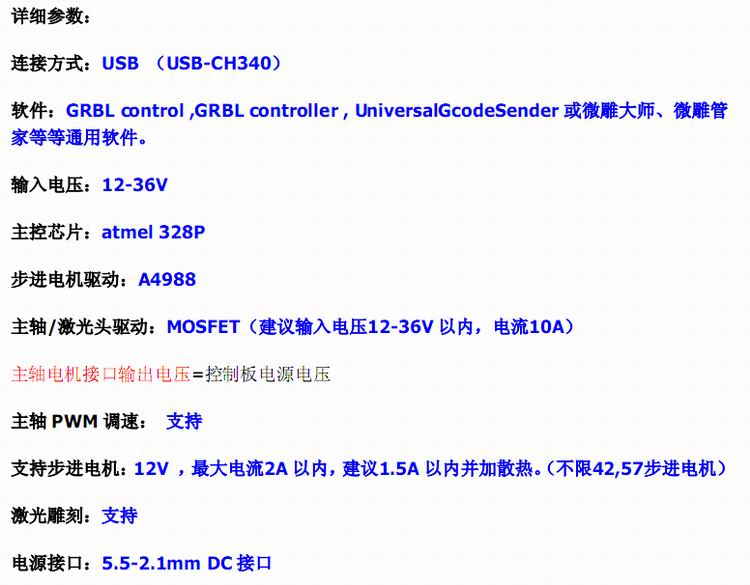 详细参数：
连接方式：USB （USB-CH340）
软件：GRBL control ,GRBL controller , UniversalGcodeSender 或微雕大师、微雕管
家等等通用软件。
输入电压：12-36V
主控芯片：atmel 328P
步进电机驱动：A4988
主轴/激光头驱动：MOSFET（建议输入电压12-36V 以内，电流10A）
主轴电机接口输出电压=控制板电源电压
主轴 PWM 调速： 支持
支持步进电机：12V ，最大电流2A 以内，建议1.5A 以内并加散热。（不限42,57步进电机）
激光雕刻：支持
电源接口：5.5-2.1mm DC 接口